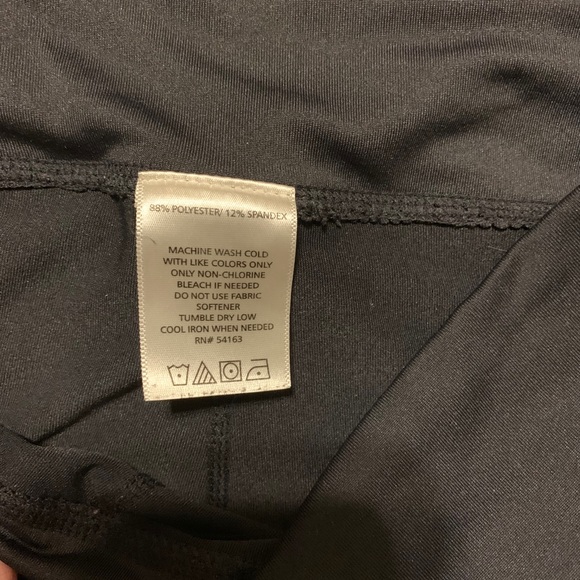 88% POLYESTER/ 12% SPANDEX
MACHINE WASH COLD
WITH LIKE COLORS ONLY
ONLY NON-CHLORINE
BLEACH IF NEEDED
DO NOT USE FABRIC
SOFTENER
TUMBLE DRY LOW
COOL IRON WHEN NEEDED
RN# 54163